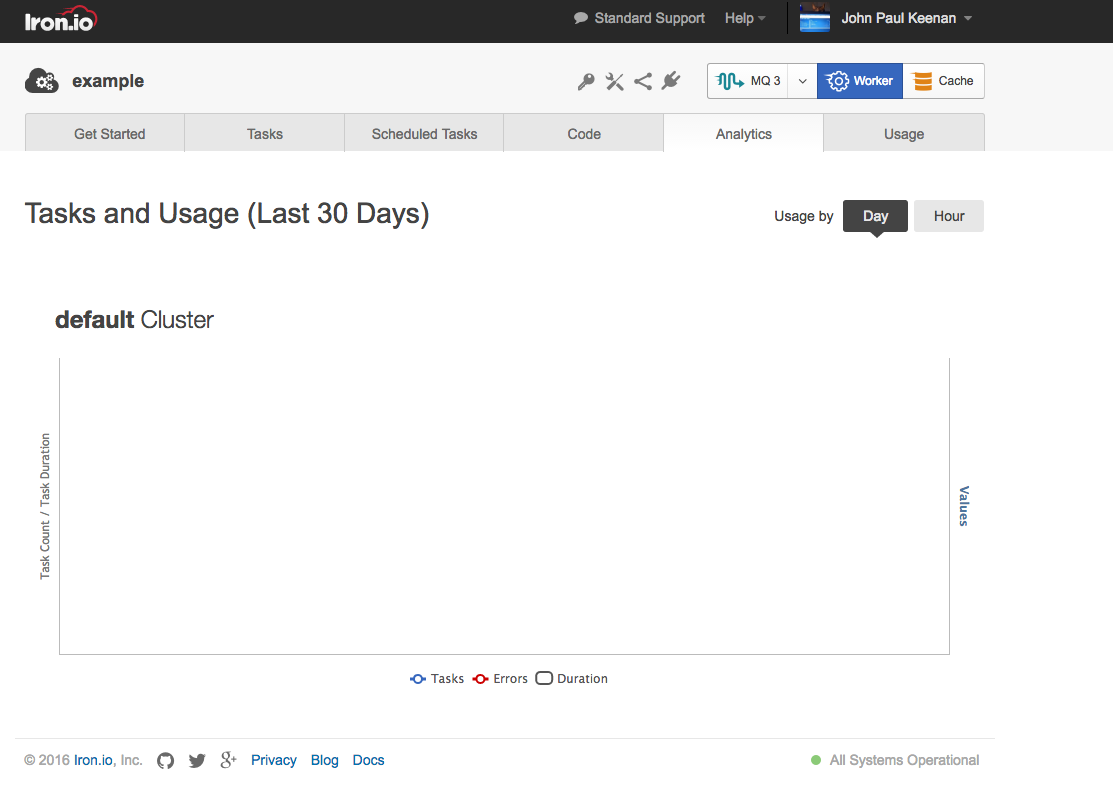 Iron.io Standard Support Help John Paul Keenan
example MQ 3 Worker Cache
Get Started Tasks Scheduled Tasks Code Analytics Usage
Tasks and Usage (Last 30 Days) Usage by Day Hour
default Cluster
Task Count / Task Duration
Values
Tasks Errors Duration
© 2016 Iron.io, Inc. g+ Privacy Blog Docs All Systems Operational